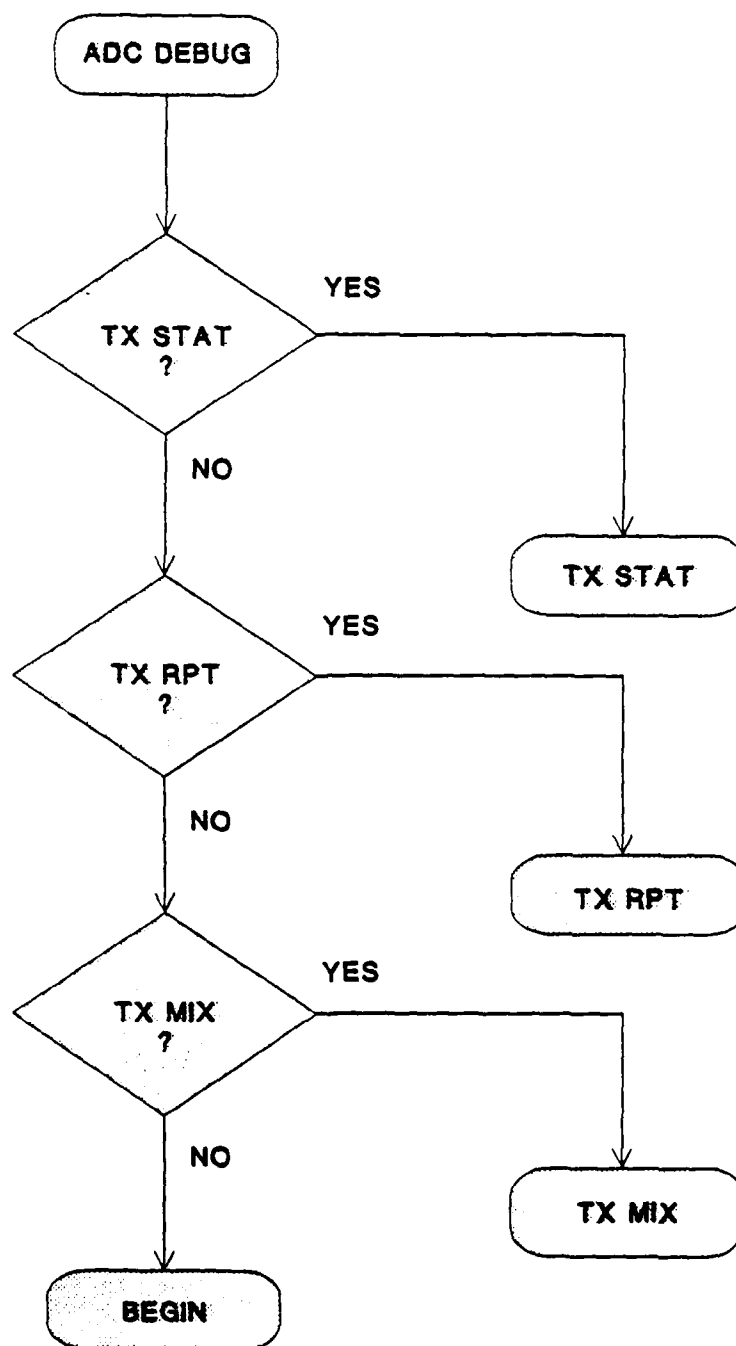 ADC DEBUG
YES
TX STAT
?
NO
TX STAT
YES
TX RPT
?
NO
TX RPT
YES
TX MIX
?
NO
TX MIX
BEGIN